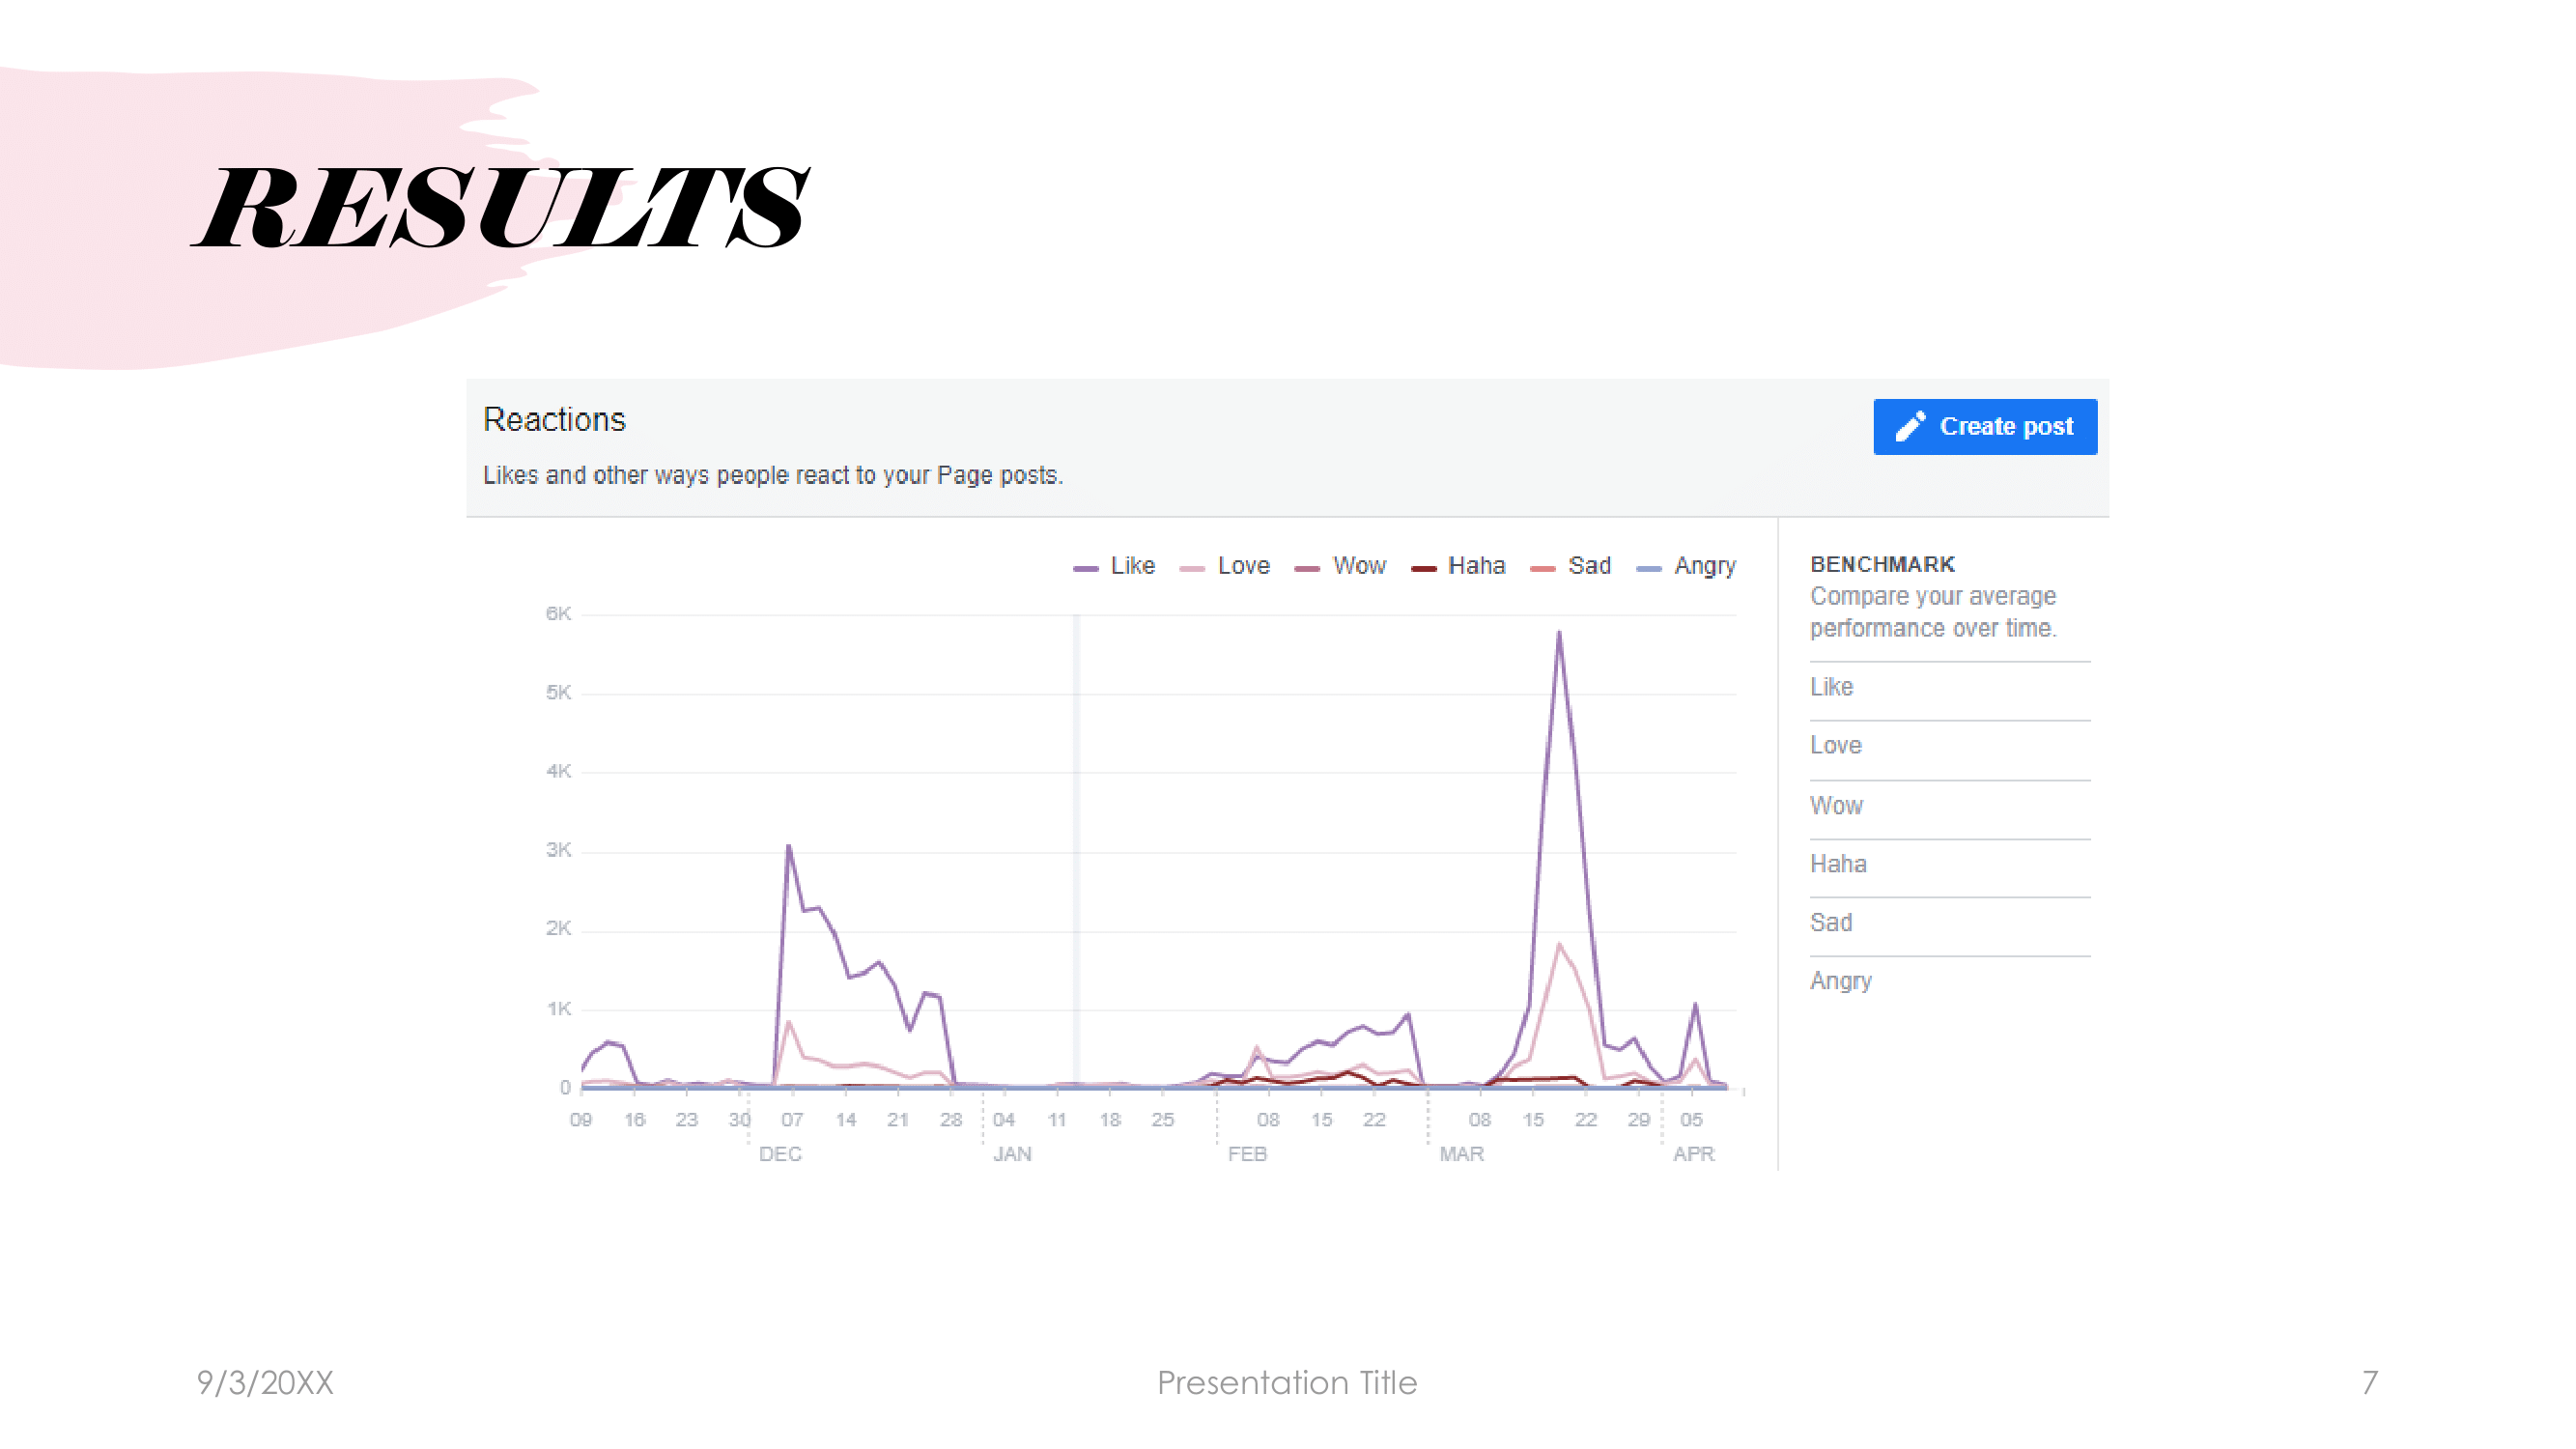 RESULTS
Reactions
Create post
Likes and other ways people react to your Page posts.
Like Love Wow Haha Sad Angry
BENCHMARK
Compare your average
performance over time.
Like
Love
Wow
Haha
Sad
Angry
6K
5K
4K
3K
2K
1K
0
09 16 23 30 07 14 21 28 04 11 18 25 08 15 22 08 15 22 29 05
DEC JAN FEB MAR APR
9/3/20XX Presentation Title 7